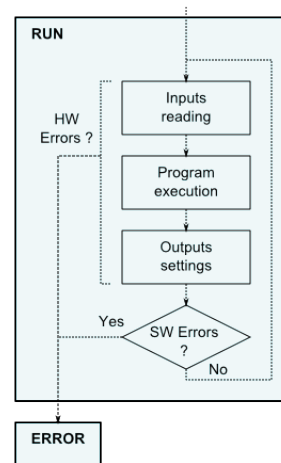 RUN
Inputs
reading
HW
Errors ?
Program
execution
Outputs
settings
Yes
SW Errors
?
No
ERROR